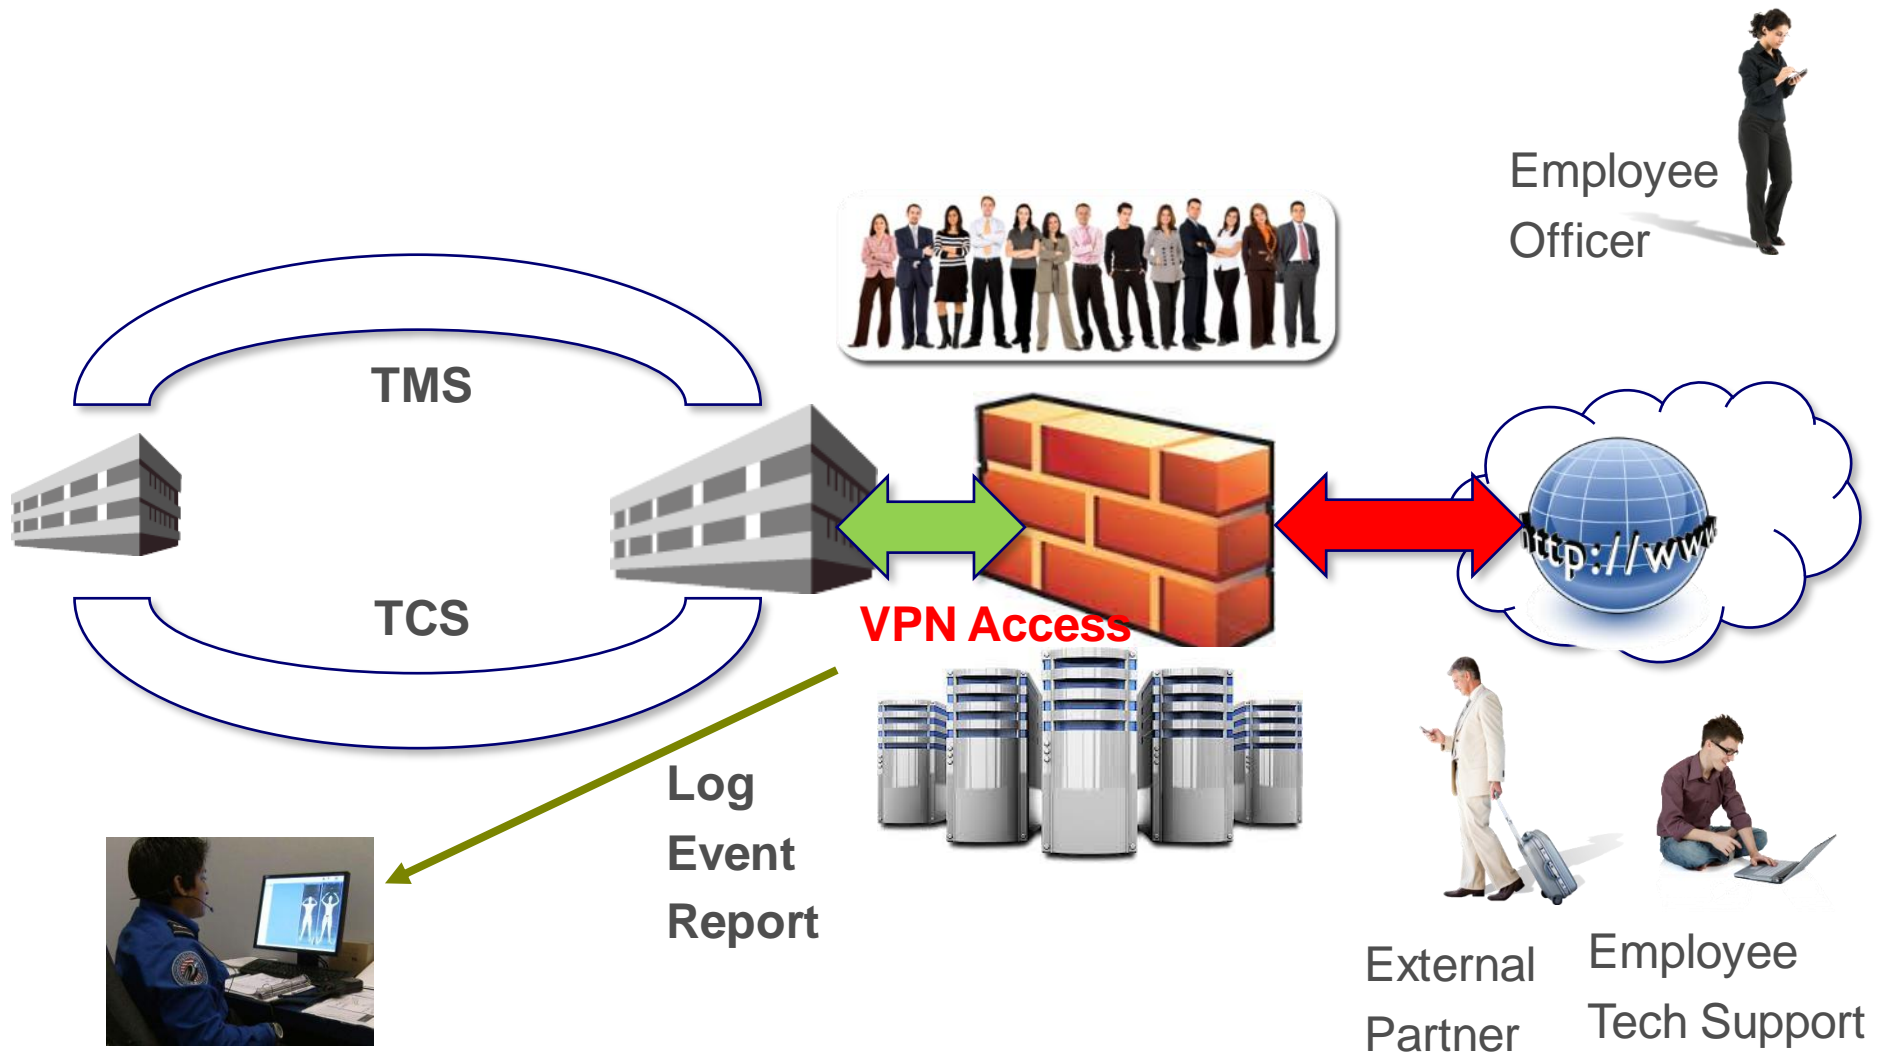 Employee
Officer
TMS
http://www
TCS
VPN Access
Log
Event
Report
External
Partner
Employee
Tech Support